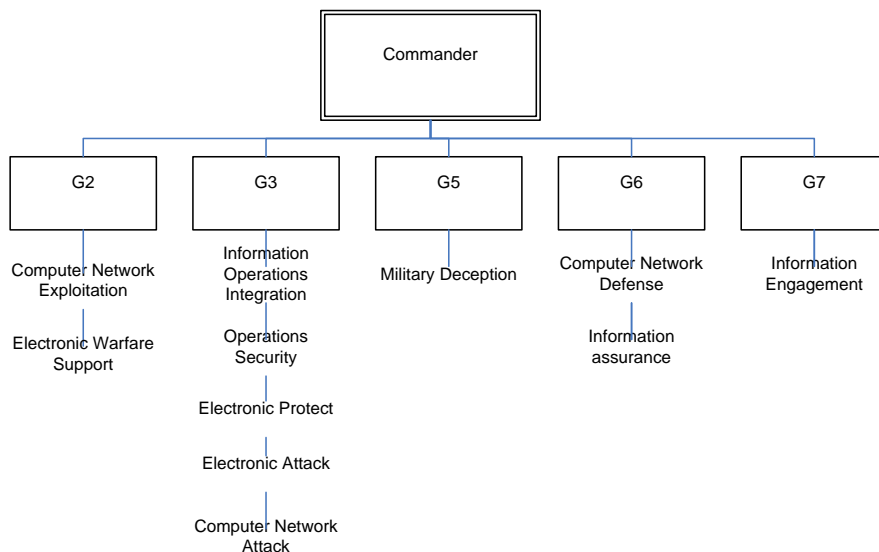 Commander
G2
G3
G5
G6
G7
Computer Network
Exploitation
Electronic Warfare
Support
Information
Operations
Integration
Operations
Security
Electronic Protect
Electronic Attack
Computer Network
Attack
Military Deception
Computer Network
Defense
Information
assurance
Information
Engagement